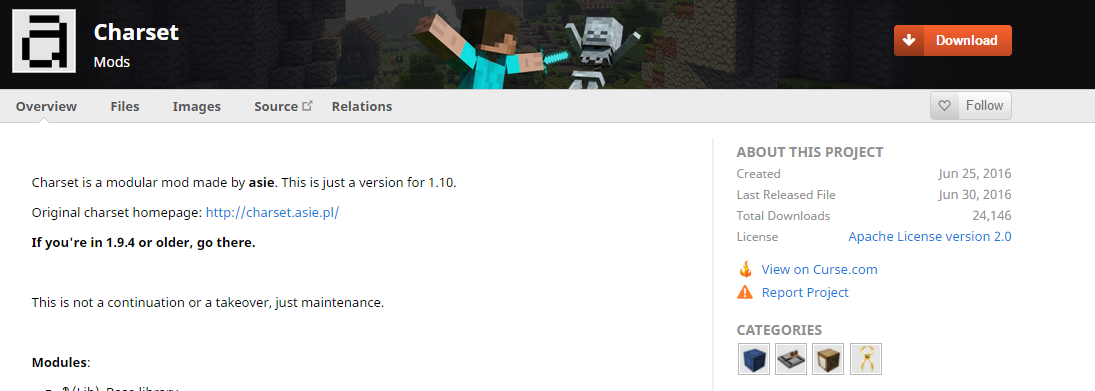 Charset
Mods
Download
Overview Files Images Source Relations
Follow
Charset is a modular mod made by asie. This is just a version for 1.10.
Original charset homepage: http://charset.asie.pl/
If you're in 1.9.4 or older, go there.
This is not a continuation or a takeover, just maintenance.
Modules:
(Lib) Base library
ABOUT THIS PROJECT
Created Jun 25, 2016
Last Released File Jun 30, 2016
Total Downloads 24,146
License Apache License version 2.0
View on Curse.com
Report Project
CATEGORIES